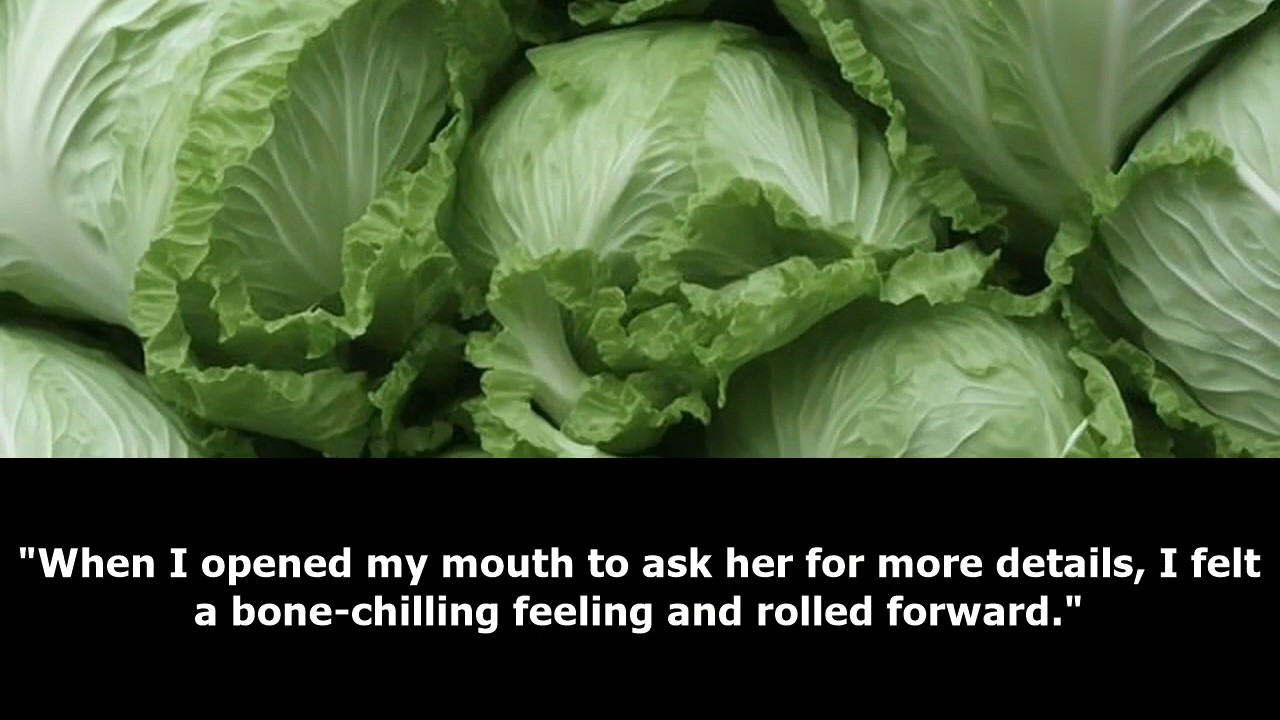 "When I opened my mouth to ask her for more details, I felt
a bone-chilling feeling and rolled forward."